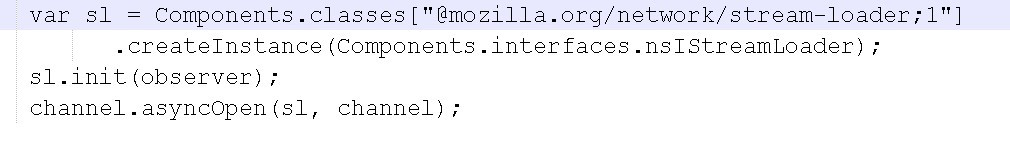 var sl = Components.classes["@mozilla.org/network/stream-loader;1"]
.createInstance(Components.interfaces.nsIStreamLoader);
sl.init(observer);
channel.asyncOpen(sl, channel);